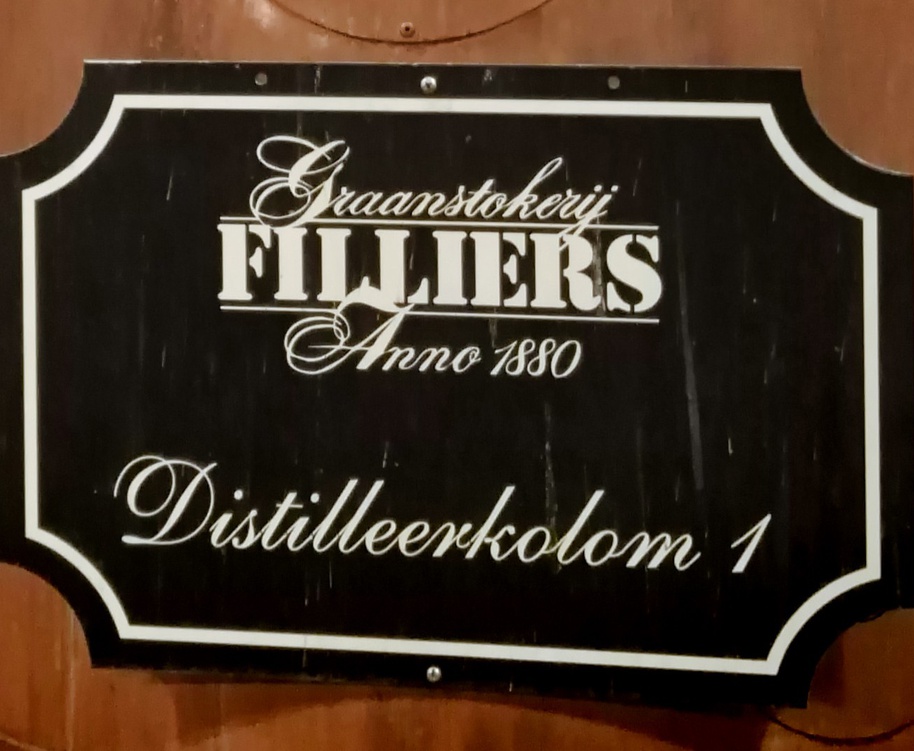 Graanstokerij
FILLIERS
Anno 1880
Distilleerkolom 1